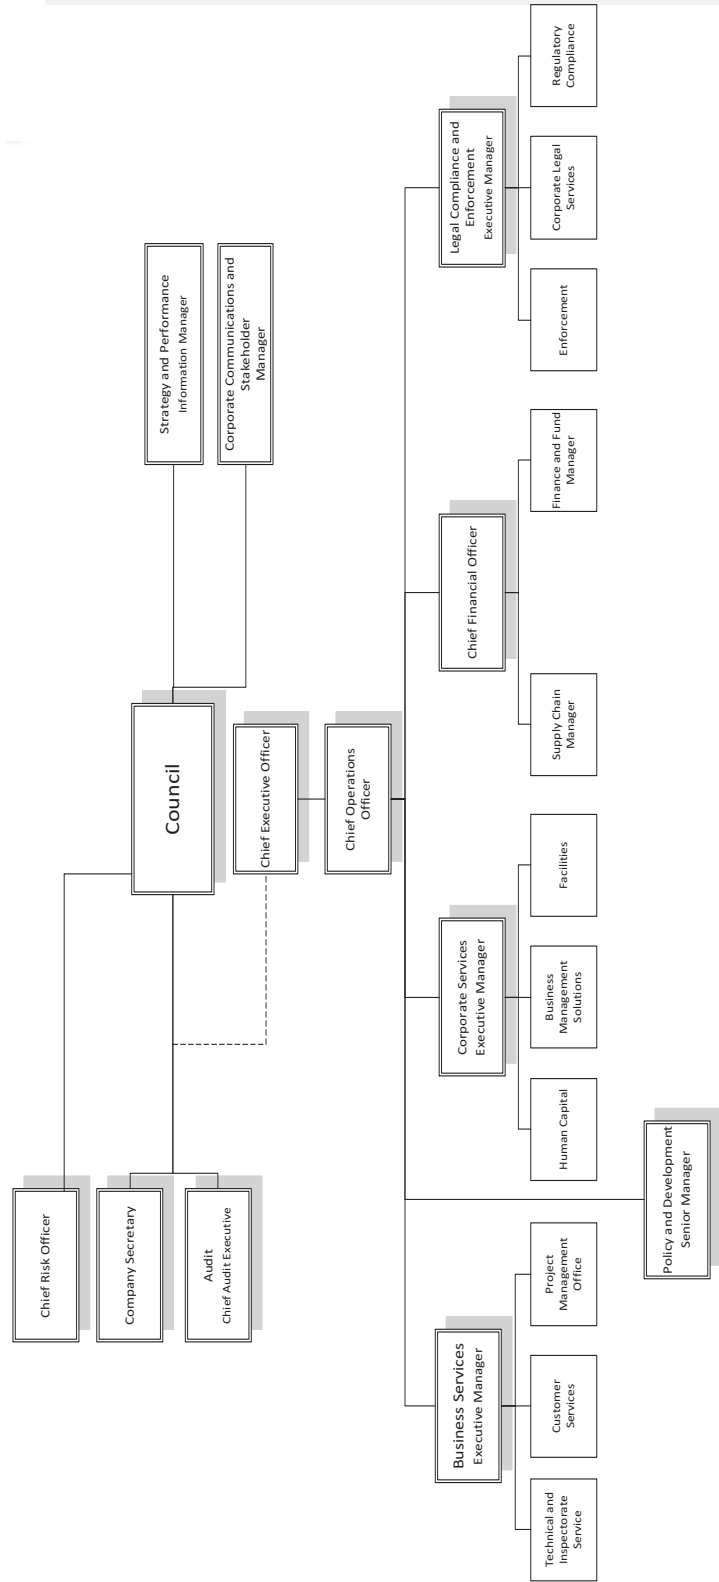 Chief Risk Officer
Company Secretary
Audit
Chief Audit Executive
Council
Strategy and Performance
Information Manager
Corporate Communications and
Stakeholder
Manager
Chief Executive Officer
Chief Operations
Officer
Business Services
Executive Manager
Corporate Services
Executive Manager
Chief Financial Officer
Legal Compliance and
Enforcement
Executive Manager
Technical and
Inspectorate
Service
Customer
Services
Project
Management
Office
Human Capital
Business
Management
Solutions
Facilities
Supply Chain
Manager
Finance and Fund
Manager
Enforcement
Corporate Legal
Services
Regulatory
Compliance
Policy and Development
Senior Manager